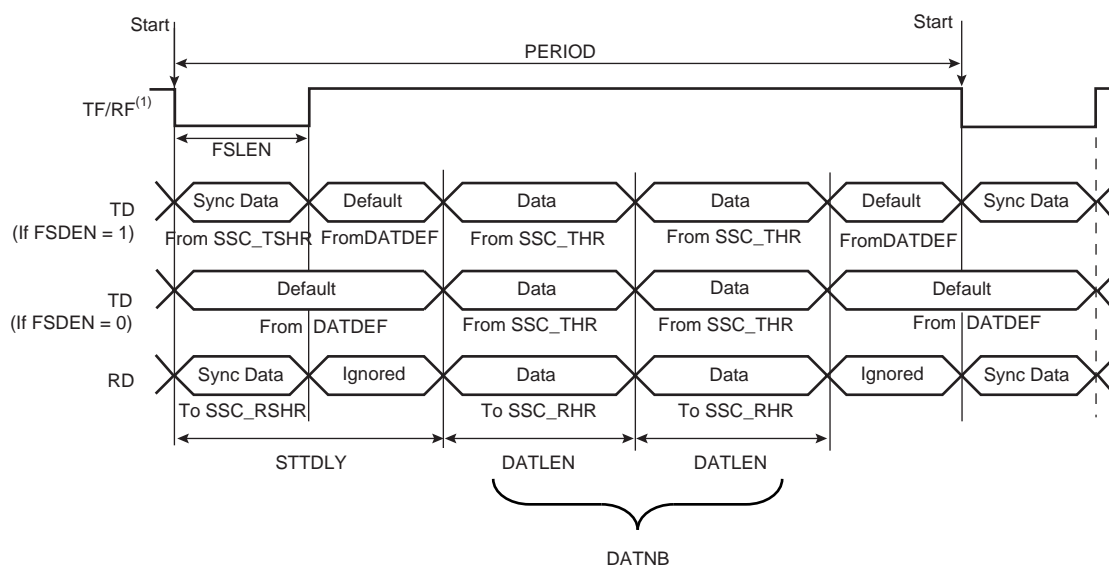 Start
Start
PERIOD
TF/RF(1)
FSLEN
TD
(If FSDEN = 1)
Sync Data
Default
Data
Data
Default
Sync Data
From SSC_TSHR
FromDATDEF
From SSC_THR
From SSC_THR
FromDATDEF
TD
(If FSDEN = 0)
Default
Data
Data
Default
From DATDEF
From SSC_THR
From SSC_THR
From DATDEF
RD
Sync Data
Ignored
Data
Data
Ignored
Sync Data
To SSC_RSHR
To SSC_RHR
To SSC_RHR
STTDLY
DATLEN
DATLEN
DATNB